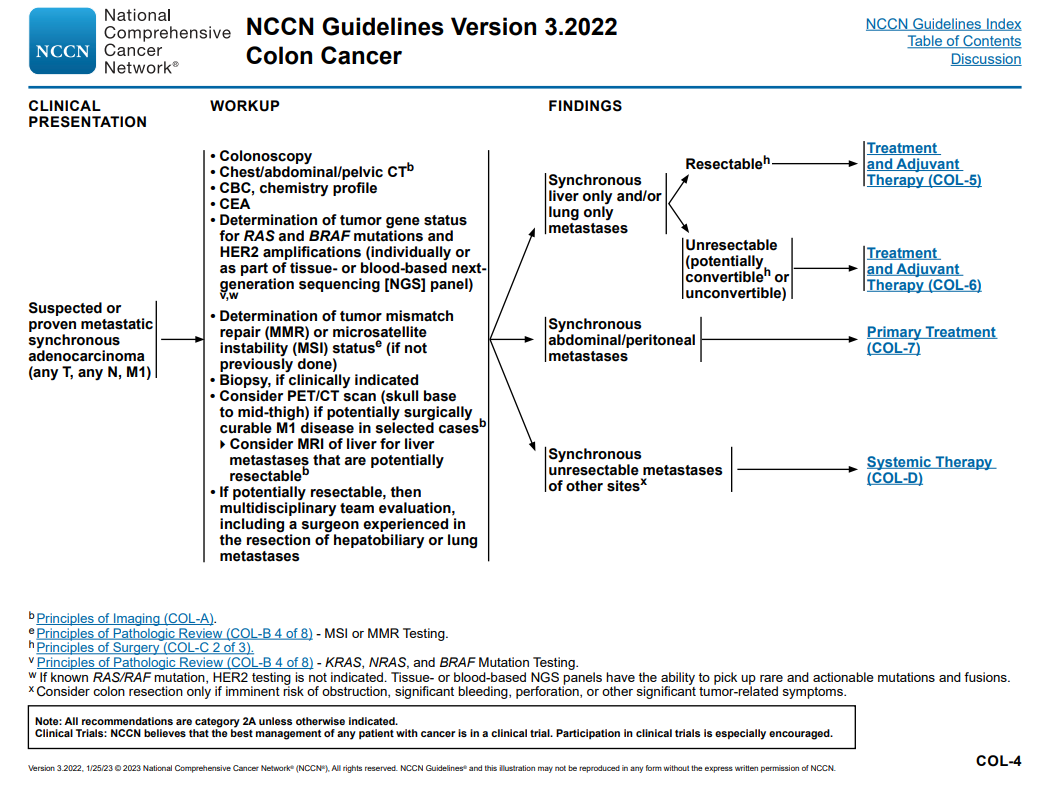 National
Comprehensive
Cancer
Network®
NCCN
NCCN Guidelines Version 3.2022
Colon Cancer
NCCN Guidelines Index
Table of Contents
Discussion
CLINICAL
PRESENTATION
WORKUP
FINDINGS
Suspected or
proven metastatic
synchronous
adenocarcinoma
(any T, any N, M1)
• Colonoscopy
• Chest/abdominal/pelvic CTb
• CBC, chemistry profile
• CEA
• Determination of tumor gene status
for RAS and BRAF mutations and
HER2 amplifications (individually or
as part of tissue- or blood-based next-
generation sequencing [NGS] panel)
v,w
• Determination of tumor mismatch
repair (MMR) or microsatellite
instability (MSI) statuse (if not
previously done)
• Biopsy, if clinically indicated
• Consider PET/CT scan (skull base
to mid-thigh) if potentially surgically
curable M1 disease in selected casesb
Consider MRI of liver for liver
metastases that are potentially
resectableb
• If potentially resectable, then
multidisciplinary team evaluation,
including a surgeon experienced in
the resection of hepatobiliary or lung
metastases
Synchronous
liver only and/or
lung only
metastases
Resectableh
Treatment
and Adjuvant
Therapy (COL-5)
Unresectable
(potentially
convertibleh or
unconvertible)
Treatment
and Adjuvant
Therapy (COL-6)
Synchronous
abdominal/peritoneal
metastases
Primary Treatment
(COL-7)
Synchronous
unresectable metastases
of other sitesx
Systemic Therapy
(COL-D)
b Principles of Imaging (COL-A).
e Principles of Pathologic Review (COL-B 4 of 8) - MSI or MMR Testing.
h Principles of Surgery (COL-C 2 of 3).
v Principles of Pathologic Review (COL-B 4 of 8) - KRAS, NRAS, and BRAF Mutation Testing.
w If known RAS/RAF mutation, HER2 testing is not indicated. Tissue- or blood-based NGS panels have the ability to pick up rare and actionable mutations and fusions.
x Consider colon resection only if imminent risk of obstruction, significant bleeding, perforation, or other significant tumor-related symptoms.
Note: All recommendations are category 2A unless otherwise indicated.
Clinical Trials: NCCN believes that the best management of any patient with cancer is in a clinical trial. Participation in clinical trials is especially encouraged.
Version 3.2022, 1/25/23 © 2023 National Comprehensive Cancer Network® (NCCN®), All rights reserved. NCCN Guidelines® and this illustration may not be reproduced in any form without the express written permission of NCCN.
COL-4